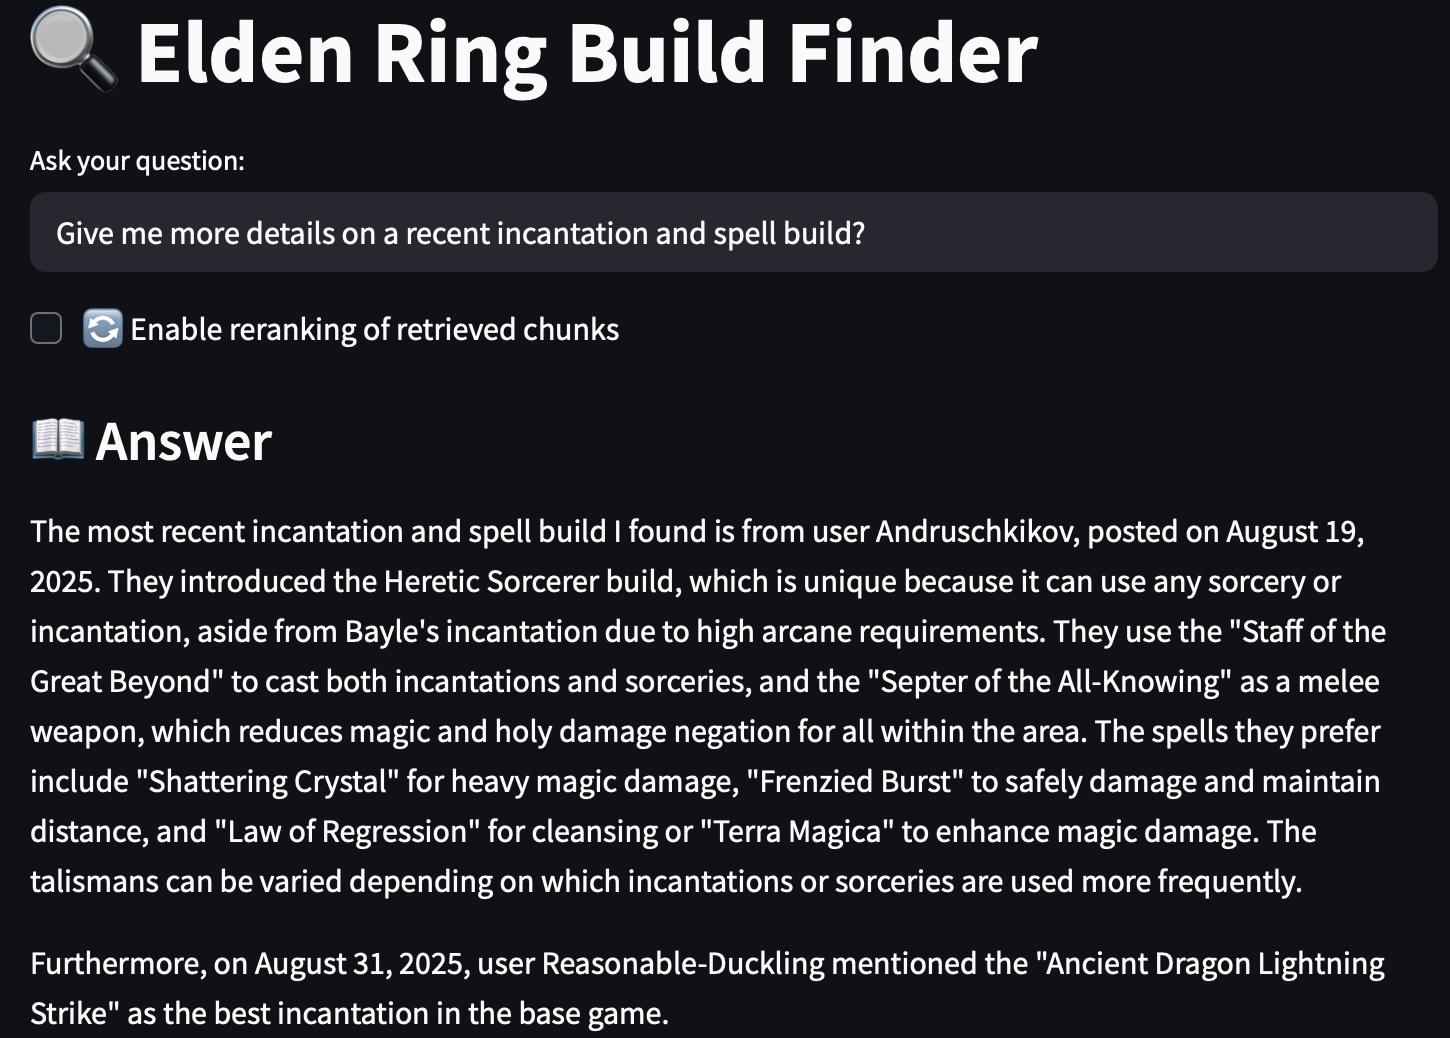 Elden Ring Build Finder
Ask your question:
Give me more details on a recent incantation and spell build?
Enable reranking of retrieved chunks
Answer
The most recent incantation and spell build I found is from user Andruschkikov, posted on August 19,
2025. They introduced the Heretic Sorcerer build, which is unique because it can use any sorcery or
incantation, aside from Bayle's incantation due to high arcane requirements. They use the "Staff of the
Great Beyond" to cast both incantations and sorceries, and the "Septer of the All-Knowing" as a melee
weapon, which reduces magic and holy damage negation for all within the area. The spells they prefer
include "Shattering Crystal" for heavy magic damage, "Frenzied Burst" to safely damage and maintain
distance, and "Law of Regression" for cleansing or "Terra Magica" to enhance magic damage. The
talismans can be varied depending on which incantations or sorceries are used more frequently.
Furthermore, on August 31, 2025, user Reasonable-Duckling mentioned the "Ancient Dragon Lightning
Strike" as the best incantation in the base game.